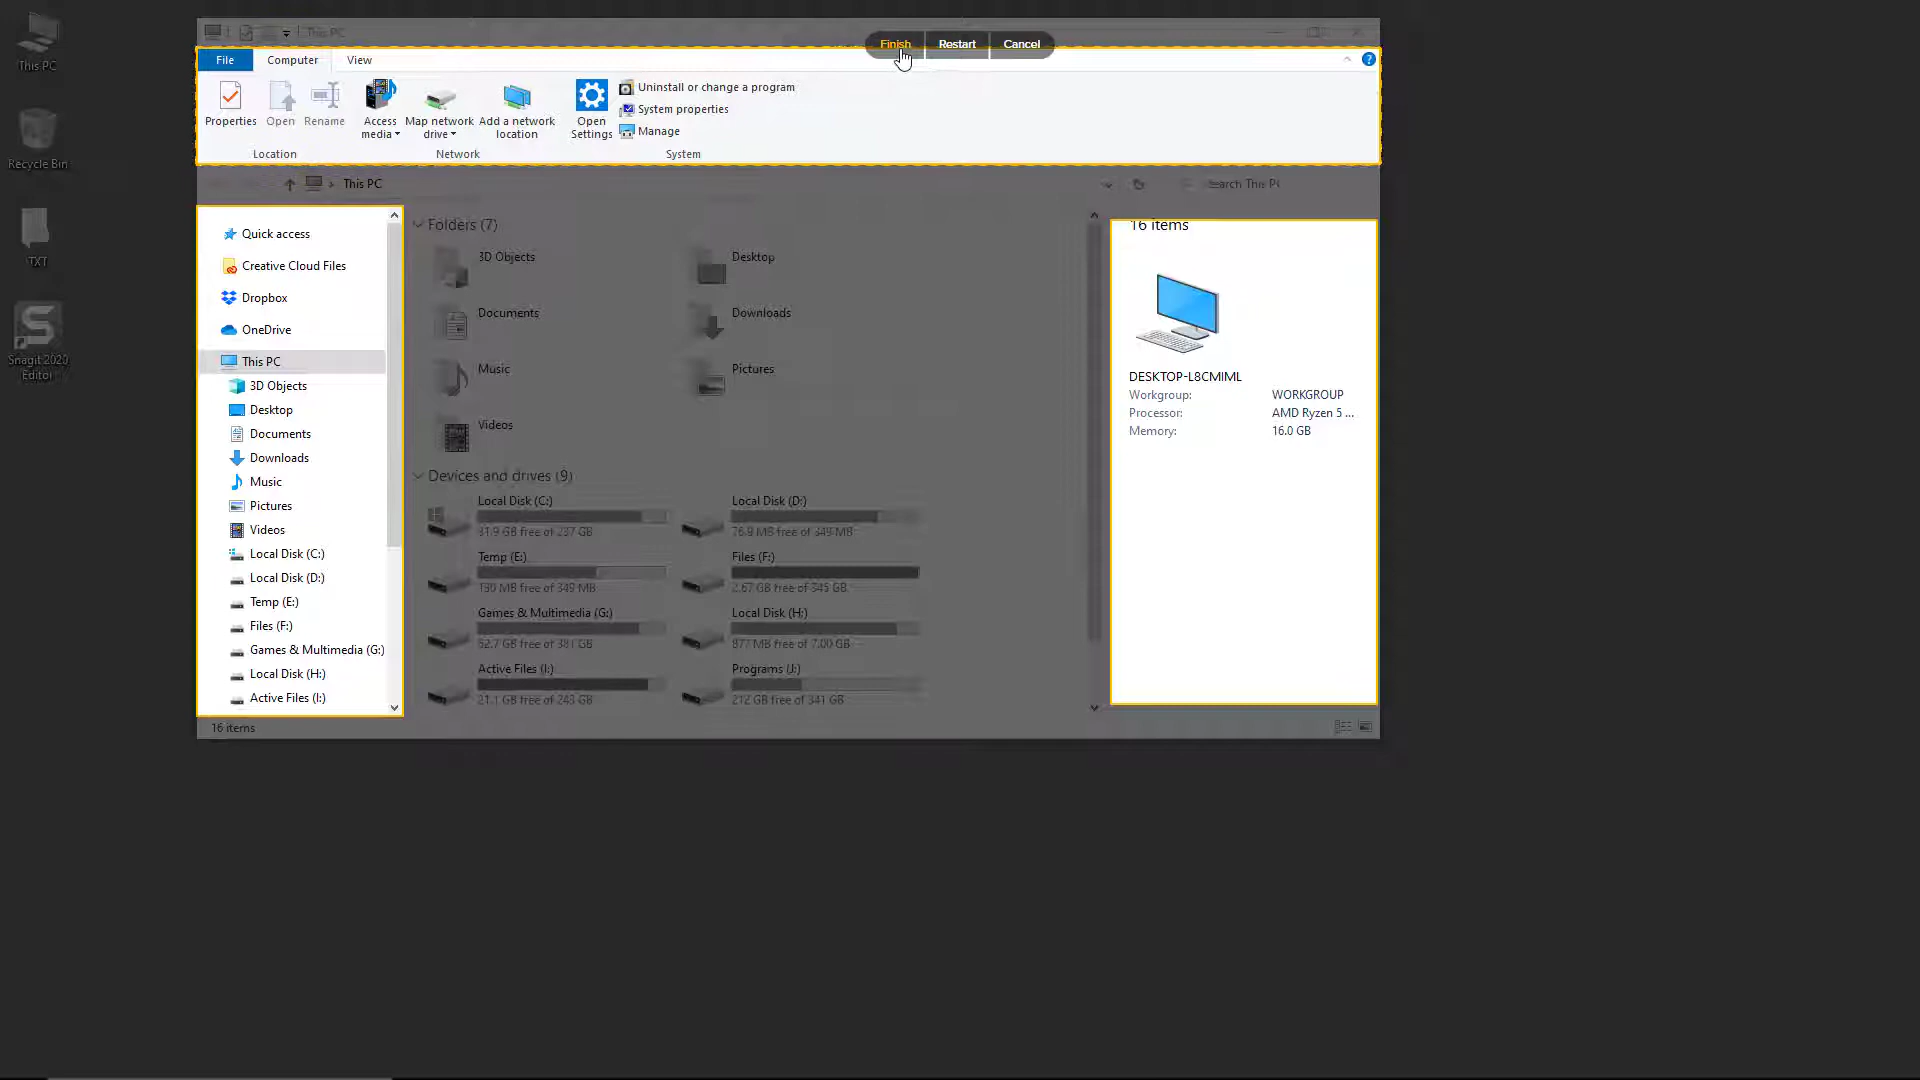 This PC
Recycle Bin
TXT
Snagit 2020
Editor
This PC
Finish Restart Cancel
File Computer View
Properties Open Rename
Access
media
Map network
drive
Add a network
location
Open
Settings
Uninstall or change a program
System properties
Manage
Location Network System
This PC
Search This PC
Quick access
Creative Cloud Files
Dropbox
OneDrive
This PC
3D Objects
Desktop
Documents
Downloads
Music
Pictures
Videos
Local Disk (C:)
Local Disk (D:)
Temp (E:)
Files (F:)
Games & Multimedia (G:)
Local Disk (H:)
Active Files (I:)
Folders (7)
3D Objects
Desktop
Documents
Downloads
Music
Pictures
Videos
Devices and drives (9)
Local Disk (C:)
31.9 GB free of 237 GB
Local Disk (D:)
76.9 MB free of 349 MB
Temp (E:)
130 MB free of 349 MB
Files (F:)
2.67 GB free of 345 GB
Games & Multimedia (G:)
52.7 GB free of 381 GB
Local Disk (H:)
877 MB free of 7.00 GB
Active Files (I:)
21.1 GB free of 243 GB
Programs (J:)
212 GB free of 341 GB
16 items
DESKTOP-L8CMIML
Workgroup: WORKGROUP
Processor: AMD Ryzen 5 ...
Memory: 16.0 GB
16 items